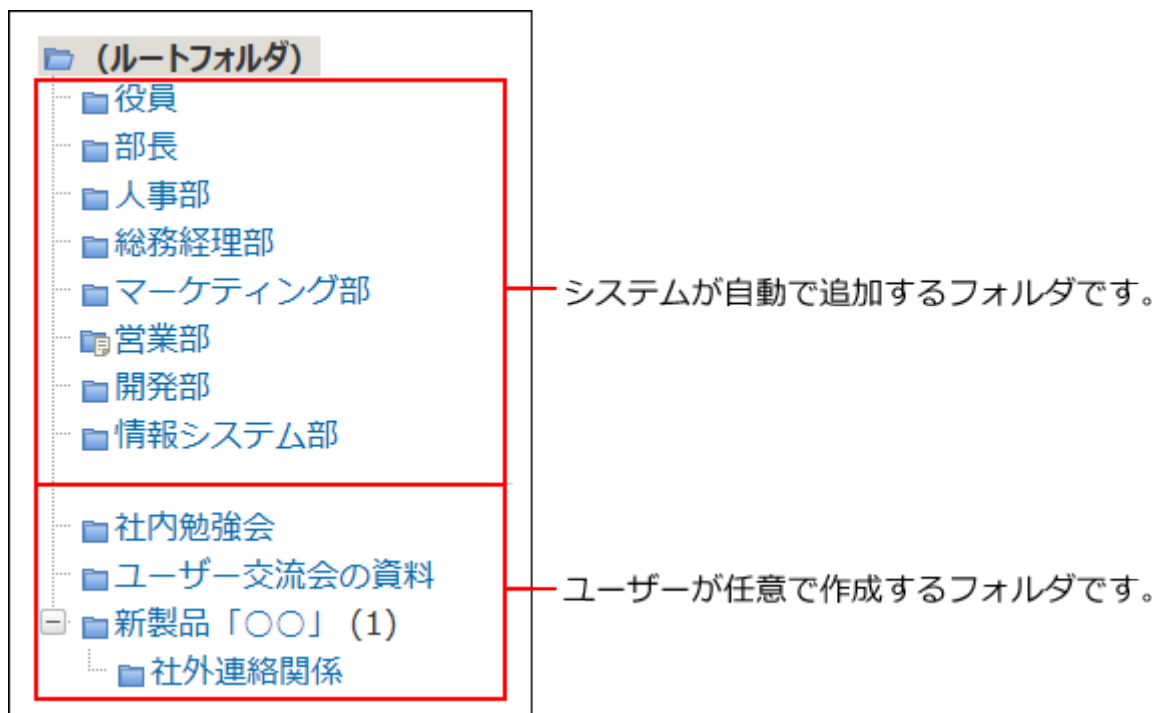 (ルートフォルダ)
役員
部長
人事部
総務経理部
マーケティング部
システムが自動で追加するフォルダです。
営業部
開発部
情報システム部
社内勉強会
ユーザー交流会の資料
ユーザーが任意で作成するフォルダです。
新製品「○○」(1)
社外連絡関係